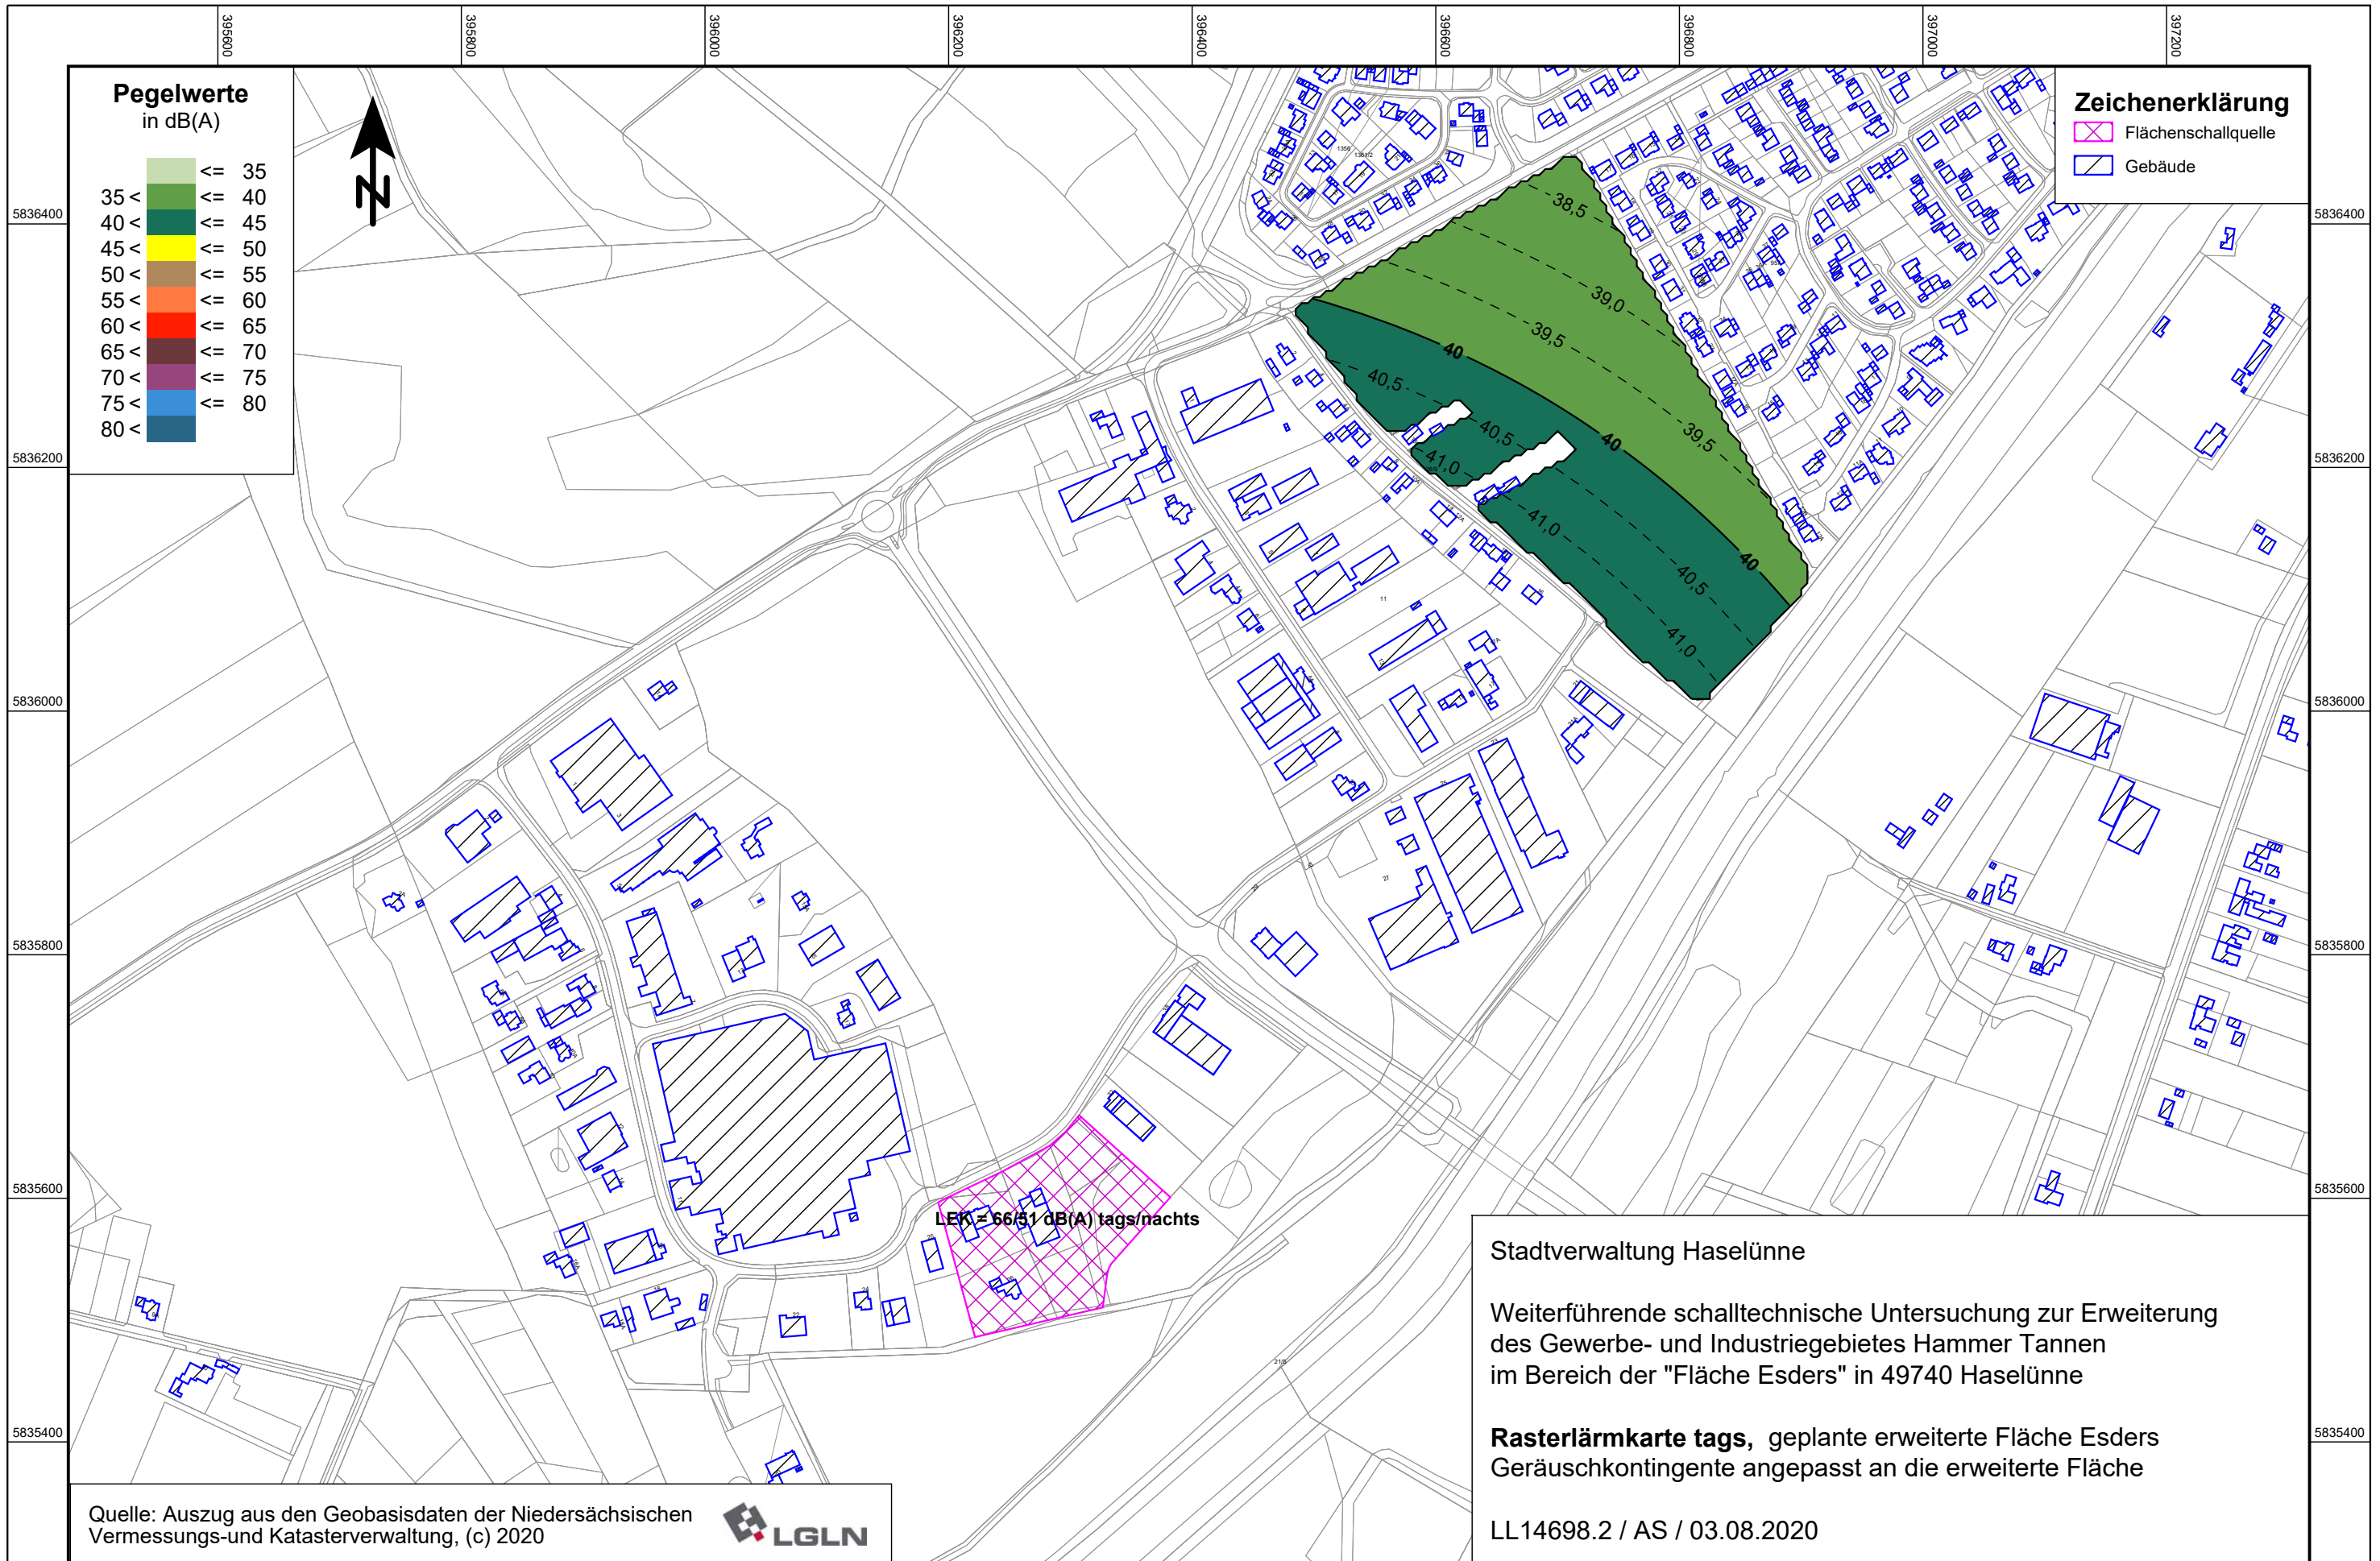 395600
395800
396000
396200
396400
396600
396800
397000
397200
Pegelwerte
in dB(A)
<= 35
35 < <= 40
40 < <= 45
45 < <= 50
50 < <= 55
55 < <= 60
60 < <= 65
65 < <= 70
70 < <= 75
75 < <= 80
80 <
N
Zeichenerklärung
Flächenschallquelle
Gebäude
5836400
5836400
5836200
5836200
5836000
5836000
5835800
5835800
5835600
5835600
5835400
5835400
38,5
39,0
39,5
40
40,5
40,5
40
39,5
41,0
41,0
40
40,5
41,0
LEK = 66/51 dB(A) tags/nachts
Stadtverwaltung Haselünne
Weiterführende schalltechnische Untersuchung zur Erweiterung
des Gewerbe- und Industriegebietes Hammer Tannen
im Bereich der "Fläche Esders" in 49740 Haselünne
Rasterlärmkarte tags, geplante erweiterte Fläche Esders
Geräuschkontingente angepasst an die erweiterte Fläche
LL14698.2 / AS / 03.08.2020
Quelle: Auszug aus den Geobasisdaten der Niedersächsischen
Vermessungs-und Katasterverwaltung, (c) 2020
LGLN